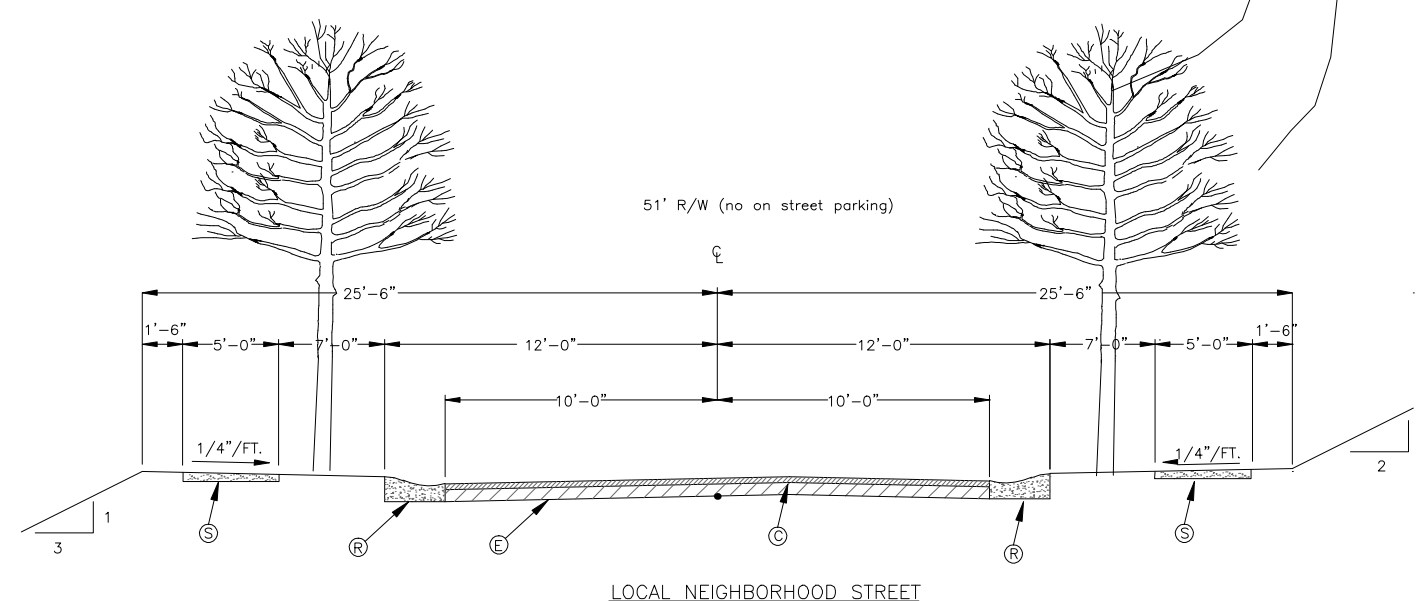 51' R/W (no on street parking)
℄
25'-6" 25'-6"
1'-6" 1'-6"
5'-0" 7'-0" 12'-0" 12'-0" 7'-0" 5'-0"
10'-0" 10'-0"
1/4"/FT. 1/4"/FT.
2
1
3
S R E C R S
LOCAL NEIGHBORHOOD STREET